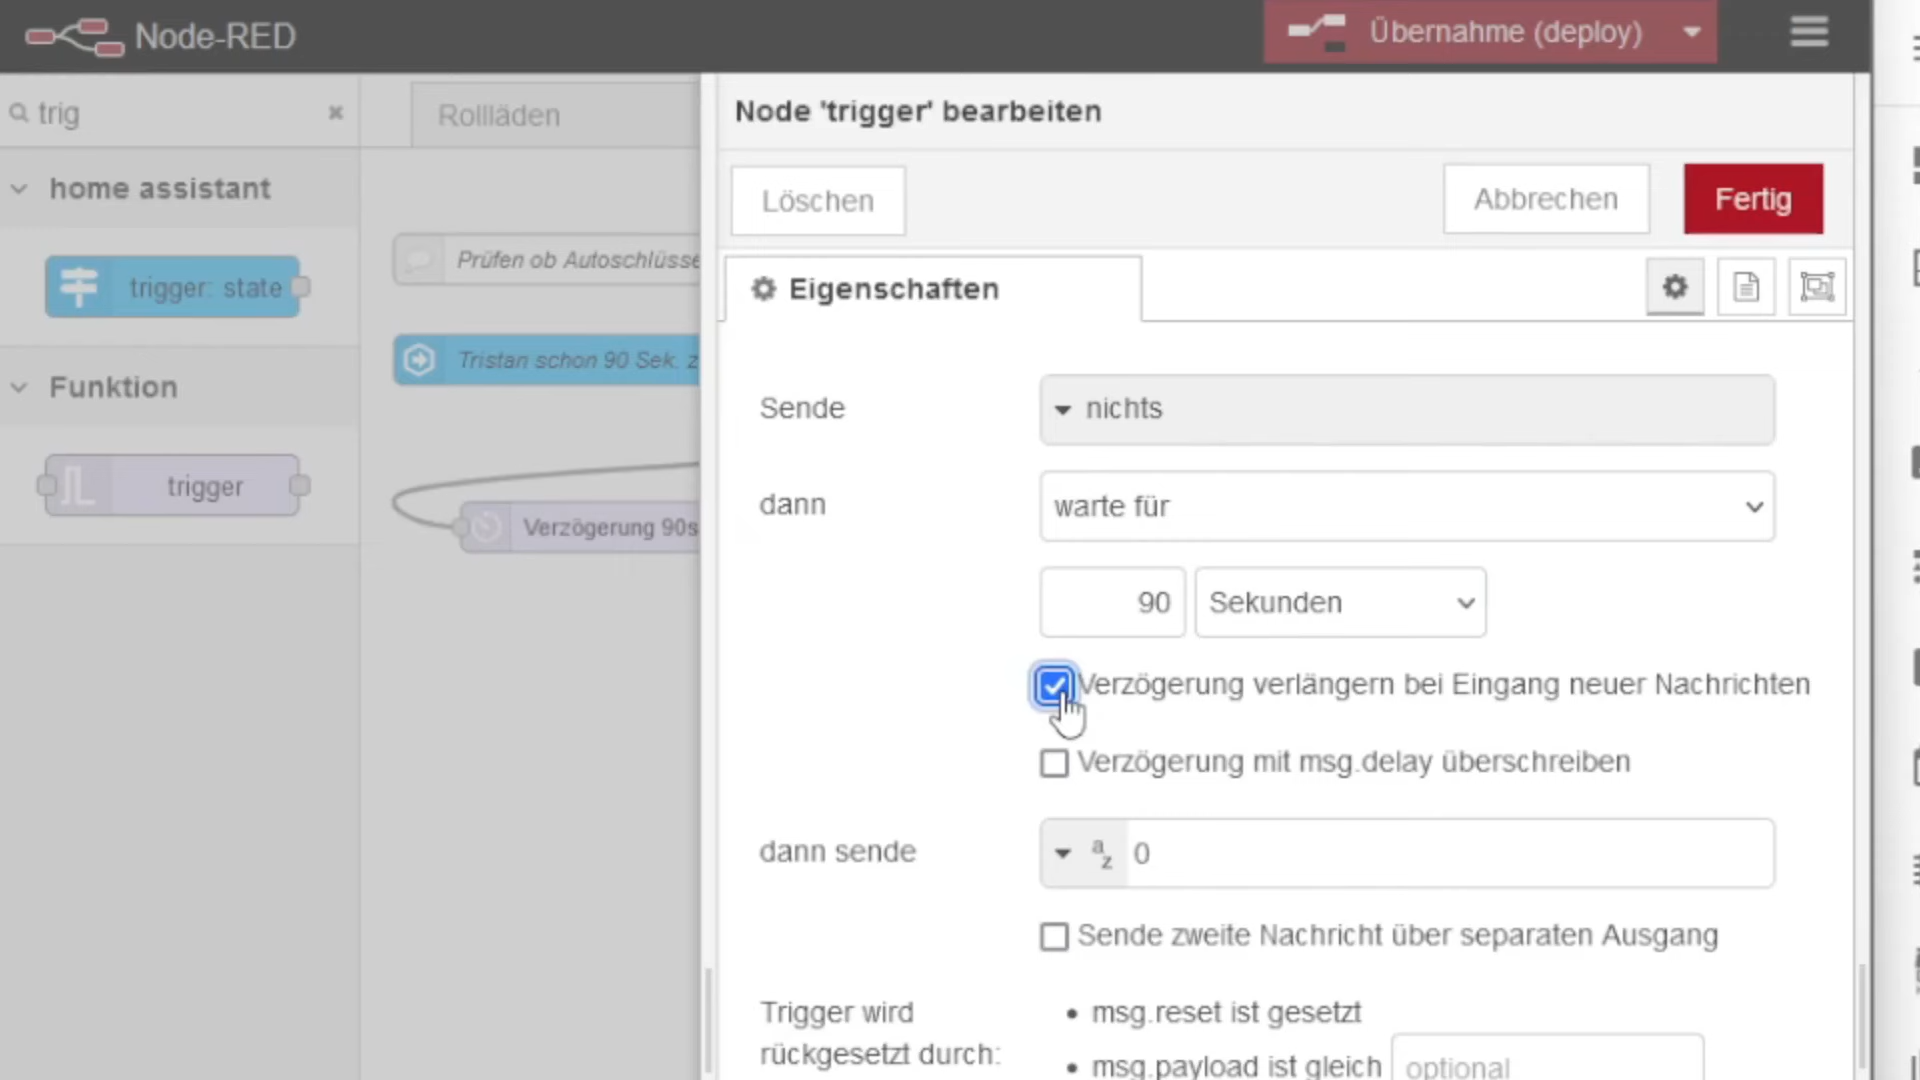 Node-RED
Übernahme (deploy)
trig
Rollläden
Node 'trigger' bearbeiten
home assistant
Löschen
Abbrechen
Fertig
trigger: state
Prüfen ob
Eigenschaften
Tristan schon 90 Sek.
Funktion
Sende
nichts
trigger
dann
warte für
Verzögerung 90s
90
Sekunden
Verzögerung verlängern bei Eingang neuer Nachrichten
Verzögerung mit msg.delay überschreiben
dann sende
a
z
0
Sende zweite Nachricht über separaten Ausgang
Trigger wird
rückgesetzt durch:
• msg.reset ist gesetzt
• msg.payload ist gleich
optional